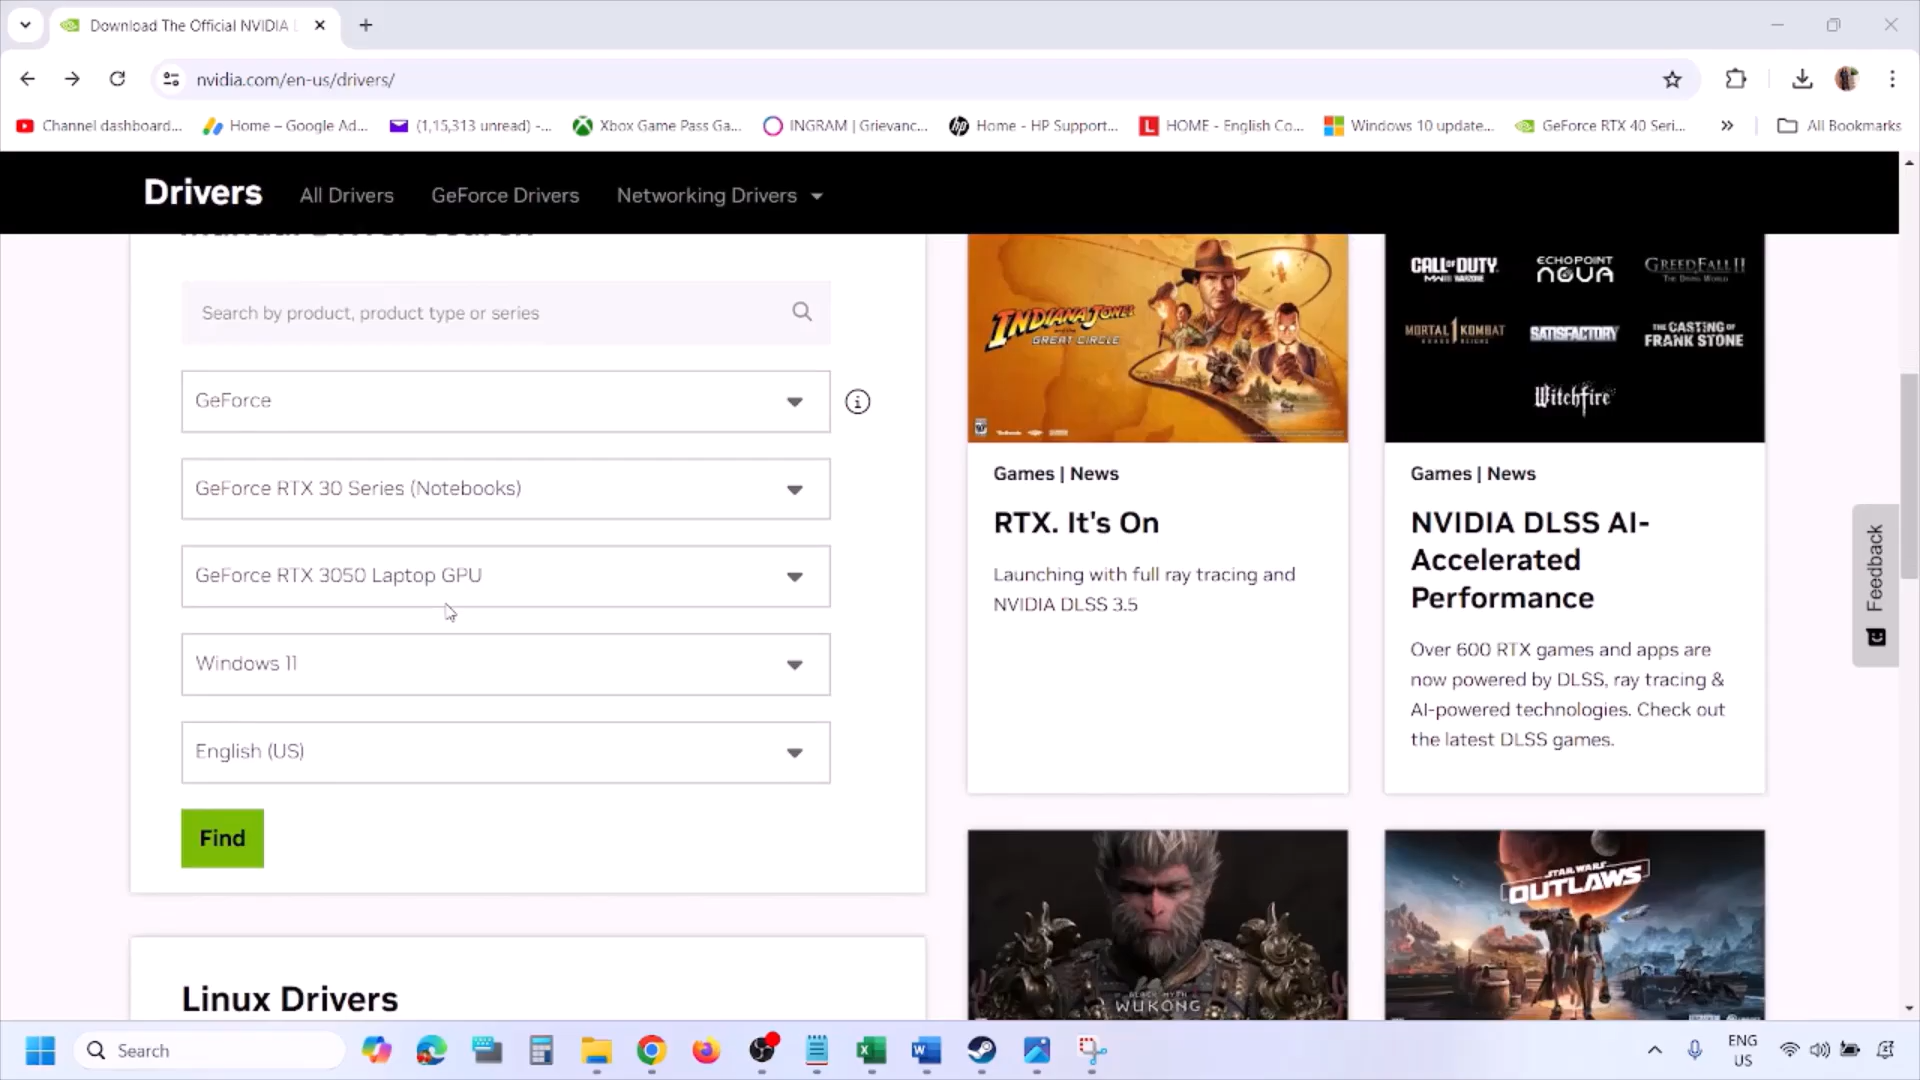 Download The Official NVIDIA
nvidia.com/en-us/drivers/
Channel dashboard...
Home – Google Ad...
(1,15,313 unread) -...
Xbox Game Pass Ga...
INGRAM | Grievanc...
Home - HP Support...
HOME - English Co...
Windows 10 update...
GeForce RTX 40 Seri...
All Bookmarks
Drivers
All Drivers
GeForce Drivers
Networking Drivers
Manual Driver Search
Search by product, product type or series
GeForce
GeForce RTX 30 Series (Notebooks)
GeForce RTX 3050 Laptop GPU
Windows 11
English (US)
Find
Linux Drivers
INDIANA JONES
GREAT CIRCLE
Games | News
RTX. It's On
Launching with full ray tracing and
NVIDIA DLSS 3.5
CALL OF DUTY
ECHOPOINT
NOVA
GREEDFALL II
MORTAL KOMBAT 1
SATISFACTORY
THE CASTING OF
FRANK STONE
Witchfire
Games | News
NVIDIA DLSS AI-
Accelerated
Performance
Over 600 RTX games and apps are
now powered by DLSS, ray tracing &
AI-powered technologies. Check out
the latest DLSS games.
BLACK MYTH
WUKONG
STAR WARS
OUTLAWS
Feedback
Search
ENG
US